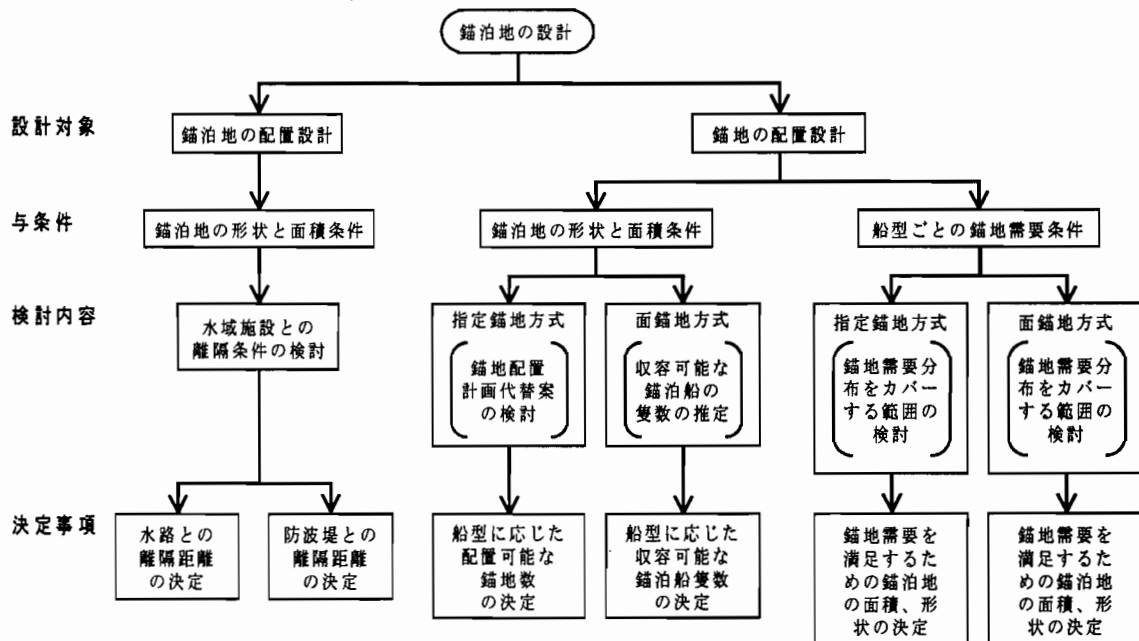 錨泊地の設計
設計対象
錨泊地の配置設計
錨地の配置設計
与条件
錨泊地の形状と面積条件
錨泊地の形状と面積条件
船型ごとの錨地需要条件
検討内容
水域施設との
離隔条件の検討
指定錨地方式
錨地配置
計画代替案
の検討
面錨地方式
収容可能な
錨泊船の
隻数の推定
指定錨地方式
錨地需要分
布をカバー
する範囲の
検討
面錨地方式
錨地需要分
布をカバー
する範囲の
検討
決定事項
水路との
離隔距離
の決定
防波堤との
離隔距離
の決定
船型に応じた
配置可能な
錨地数
の決定
船型に応じた
収容可能な
錨泊船隻数
の決定
錨地需要を
満足するた
めの錨泊地
の面積、形
状の決定
錨地需要を
満足するた
めの錨泊地
の面積、形
状の決定